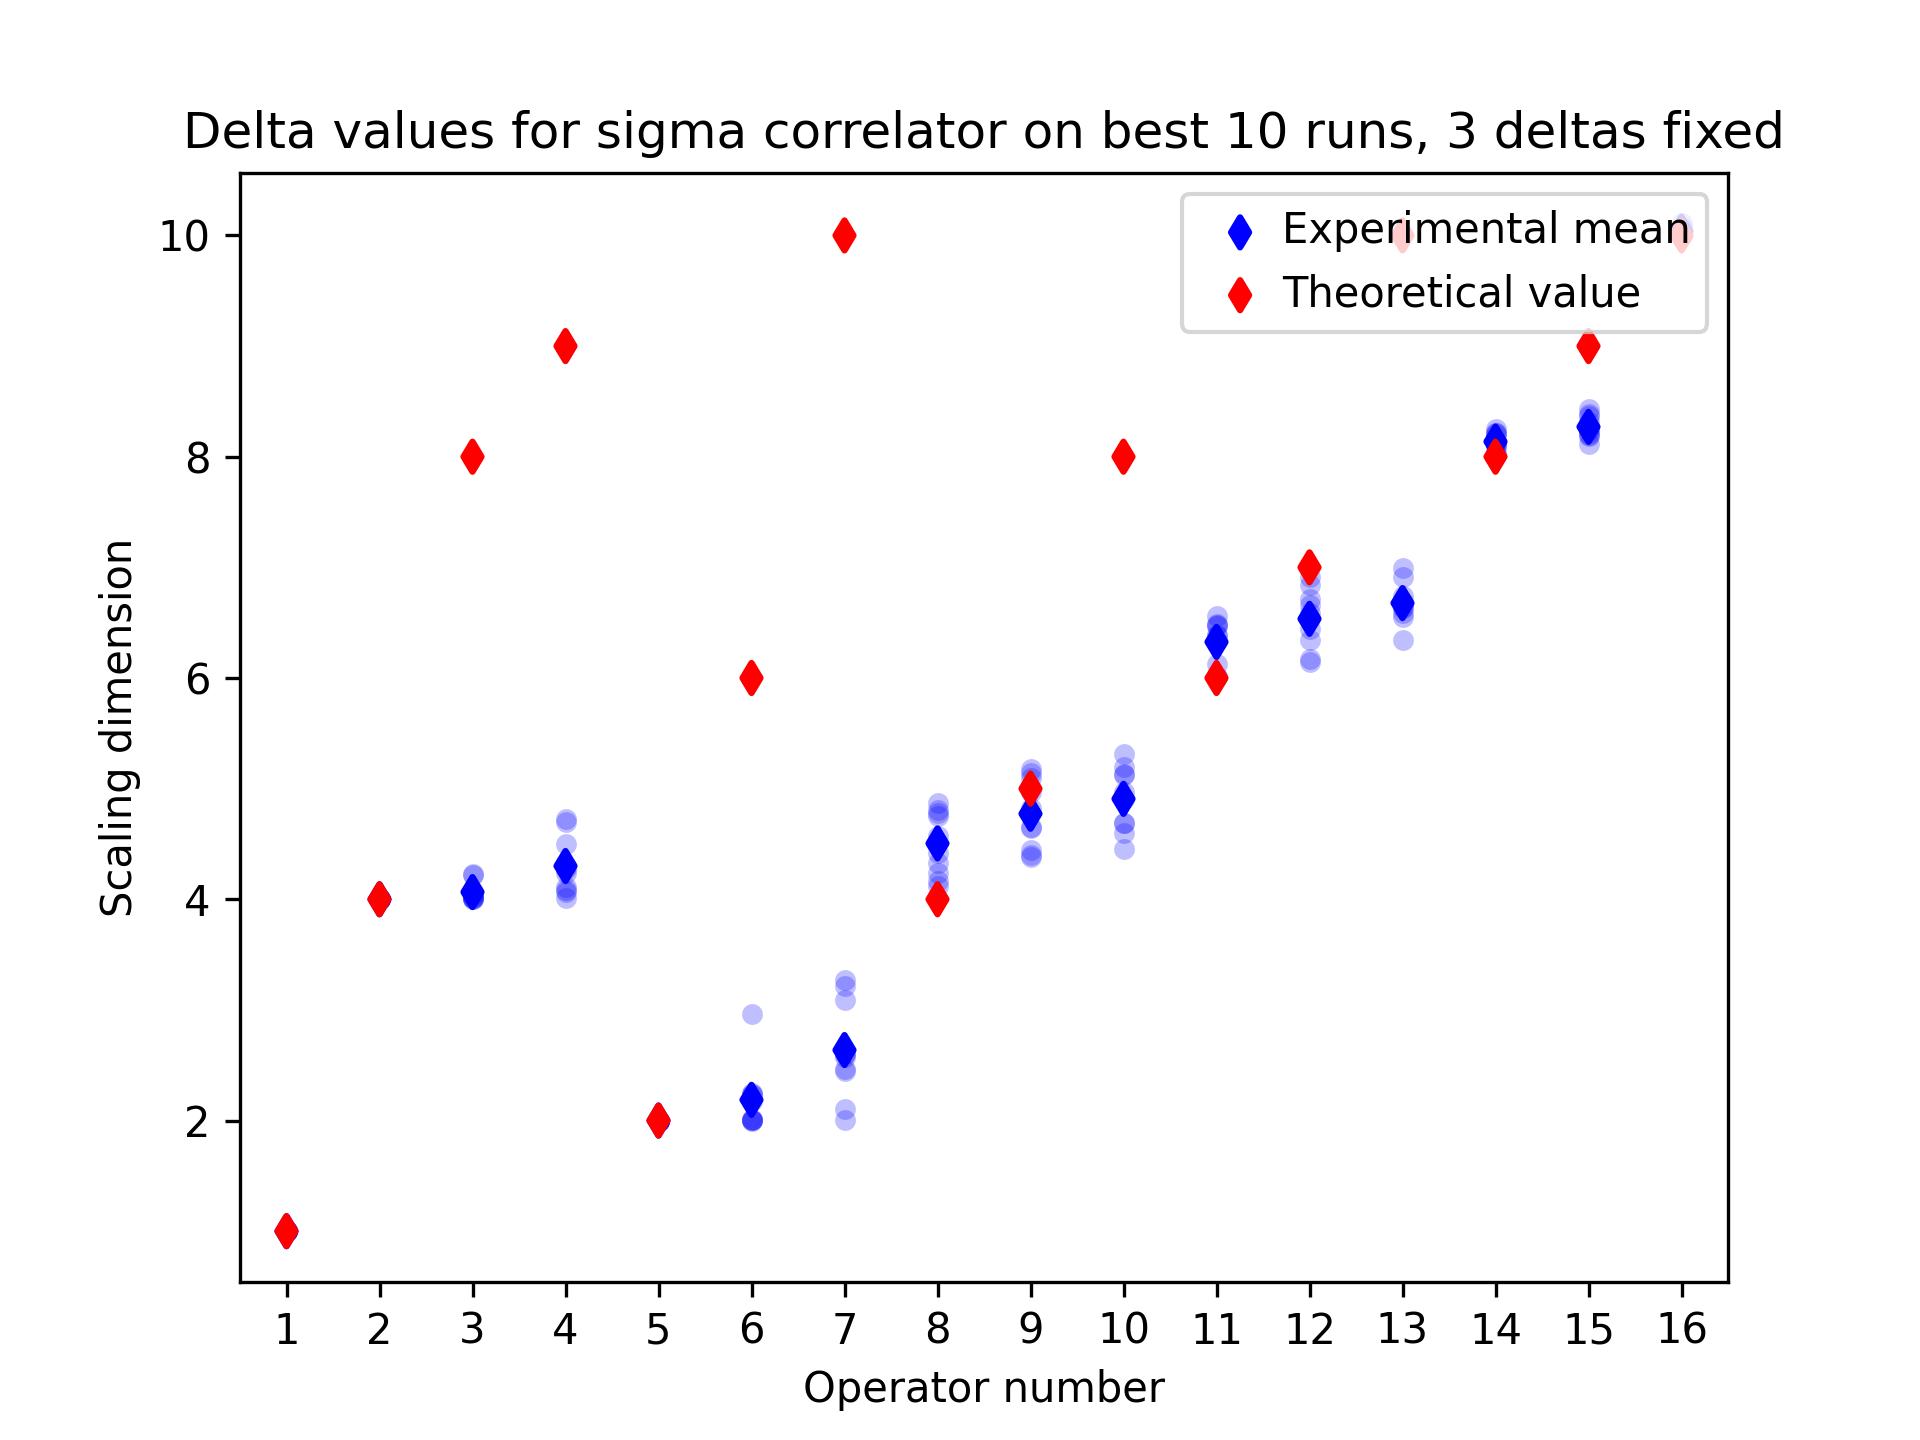 Delta values for sigma correlator on best 10 runs, 3 deltas fixed
Experimental mean
Theoretical value
10
8
6
4
2
Scaling dimension
1 2 3 4 5 6 7 8 9 10 11 12 13 14 15 16
Operator number